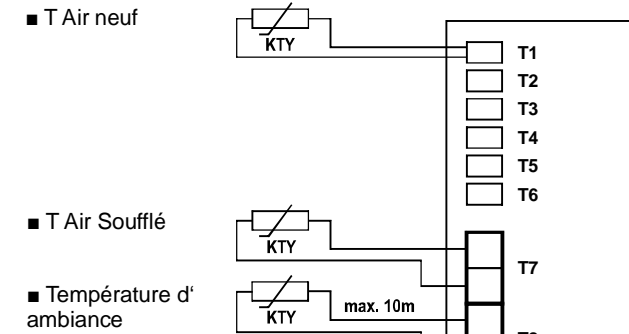 ■ T Air neuf
KTY
T1
T2
T3
T4
T5
T6
■ T Air Soufflé
KTY
T7
■ Température d‘
ambiance
KTY
max. 10m